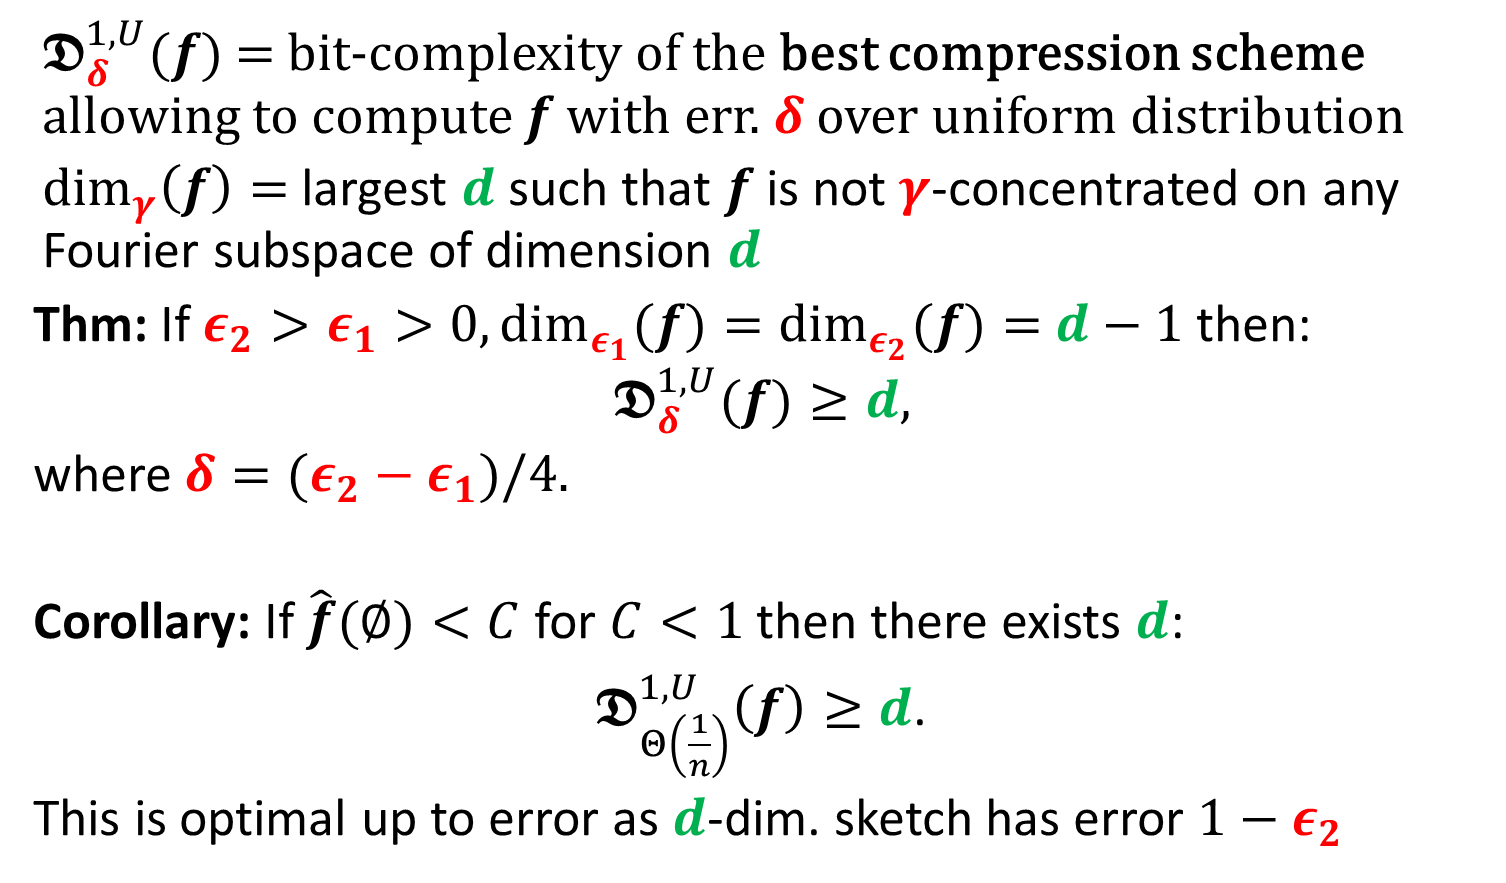 𝕯_δ^{1,U}(f) = bit-complexity of the best compression scheme
allowing to compute f with err. δ over uniform distribution
dim_γ(f) = largest d such that f is not γ-concentrated on any
Fourier subspace of dimension d
Thm: If ϵ₂ > ϵ₁ > 0, dim_{ϵ₁}(f) = dim_{ϵ₂}(f) = d − 1 then:
𝕯_δ^{1,U}(f) ≥ d,
where δ = (ϵ₂ − ϵ₁)/4.
Corollary: If f̂(∅) < C for C < 1 then there exists d:
𝕯_{Θ(1/n)}^{1,U}(f) ≥ d.
This is optimal up to error as d-dim. sketch has error 1 − ϵ₂